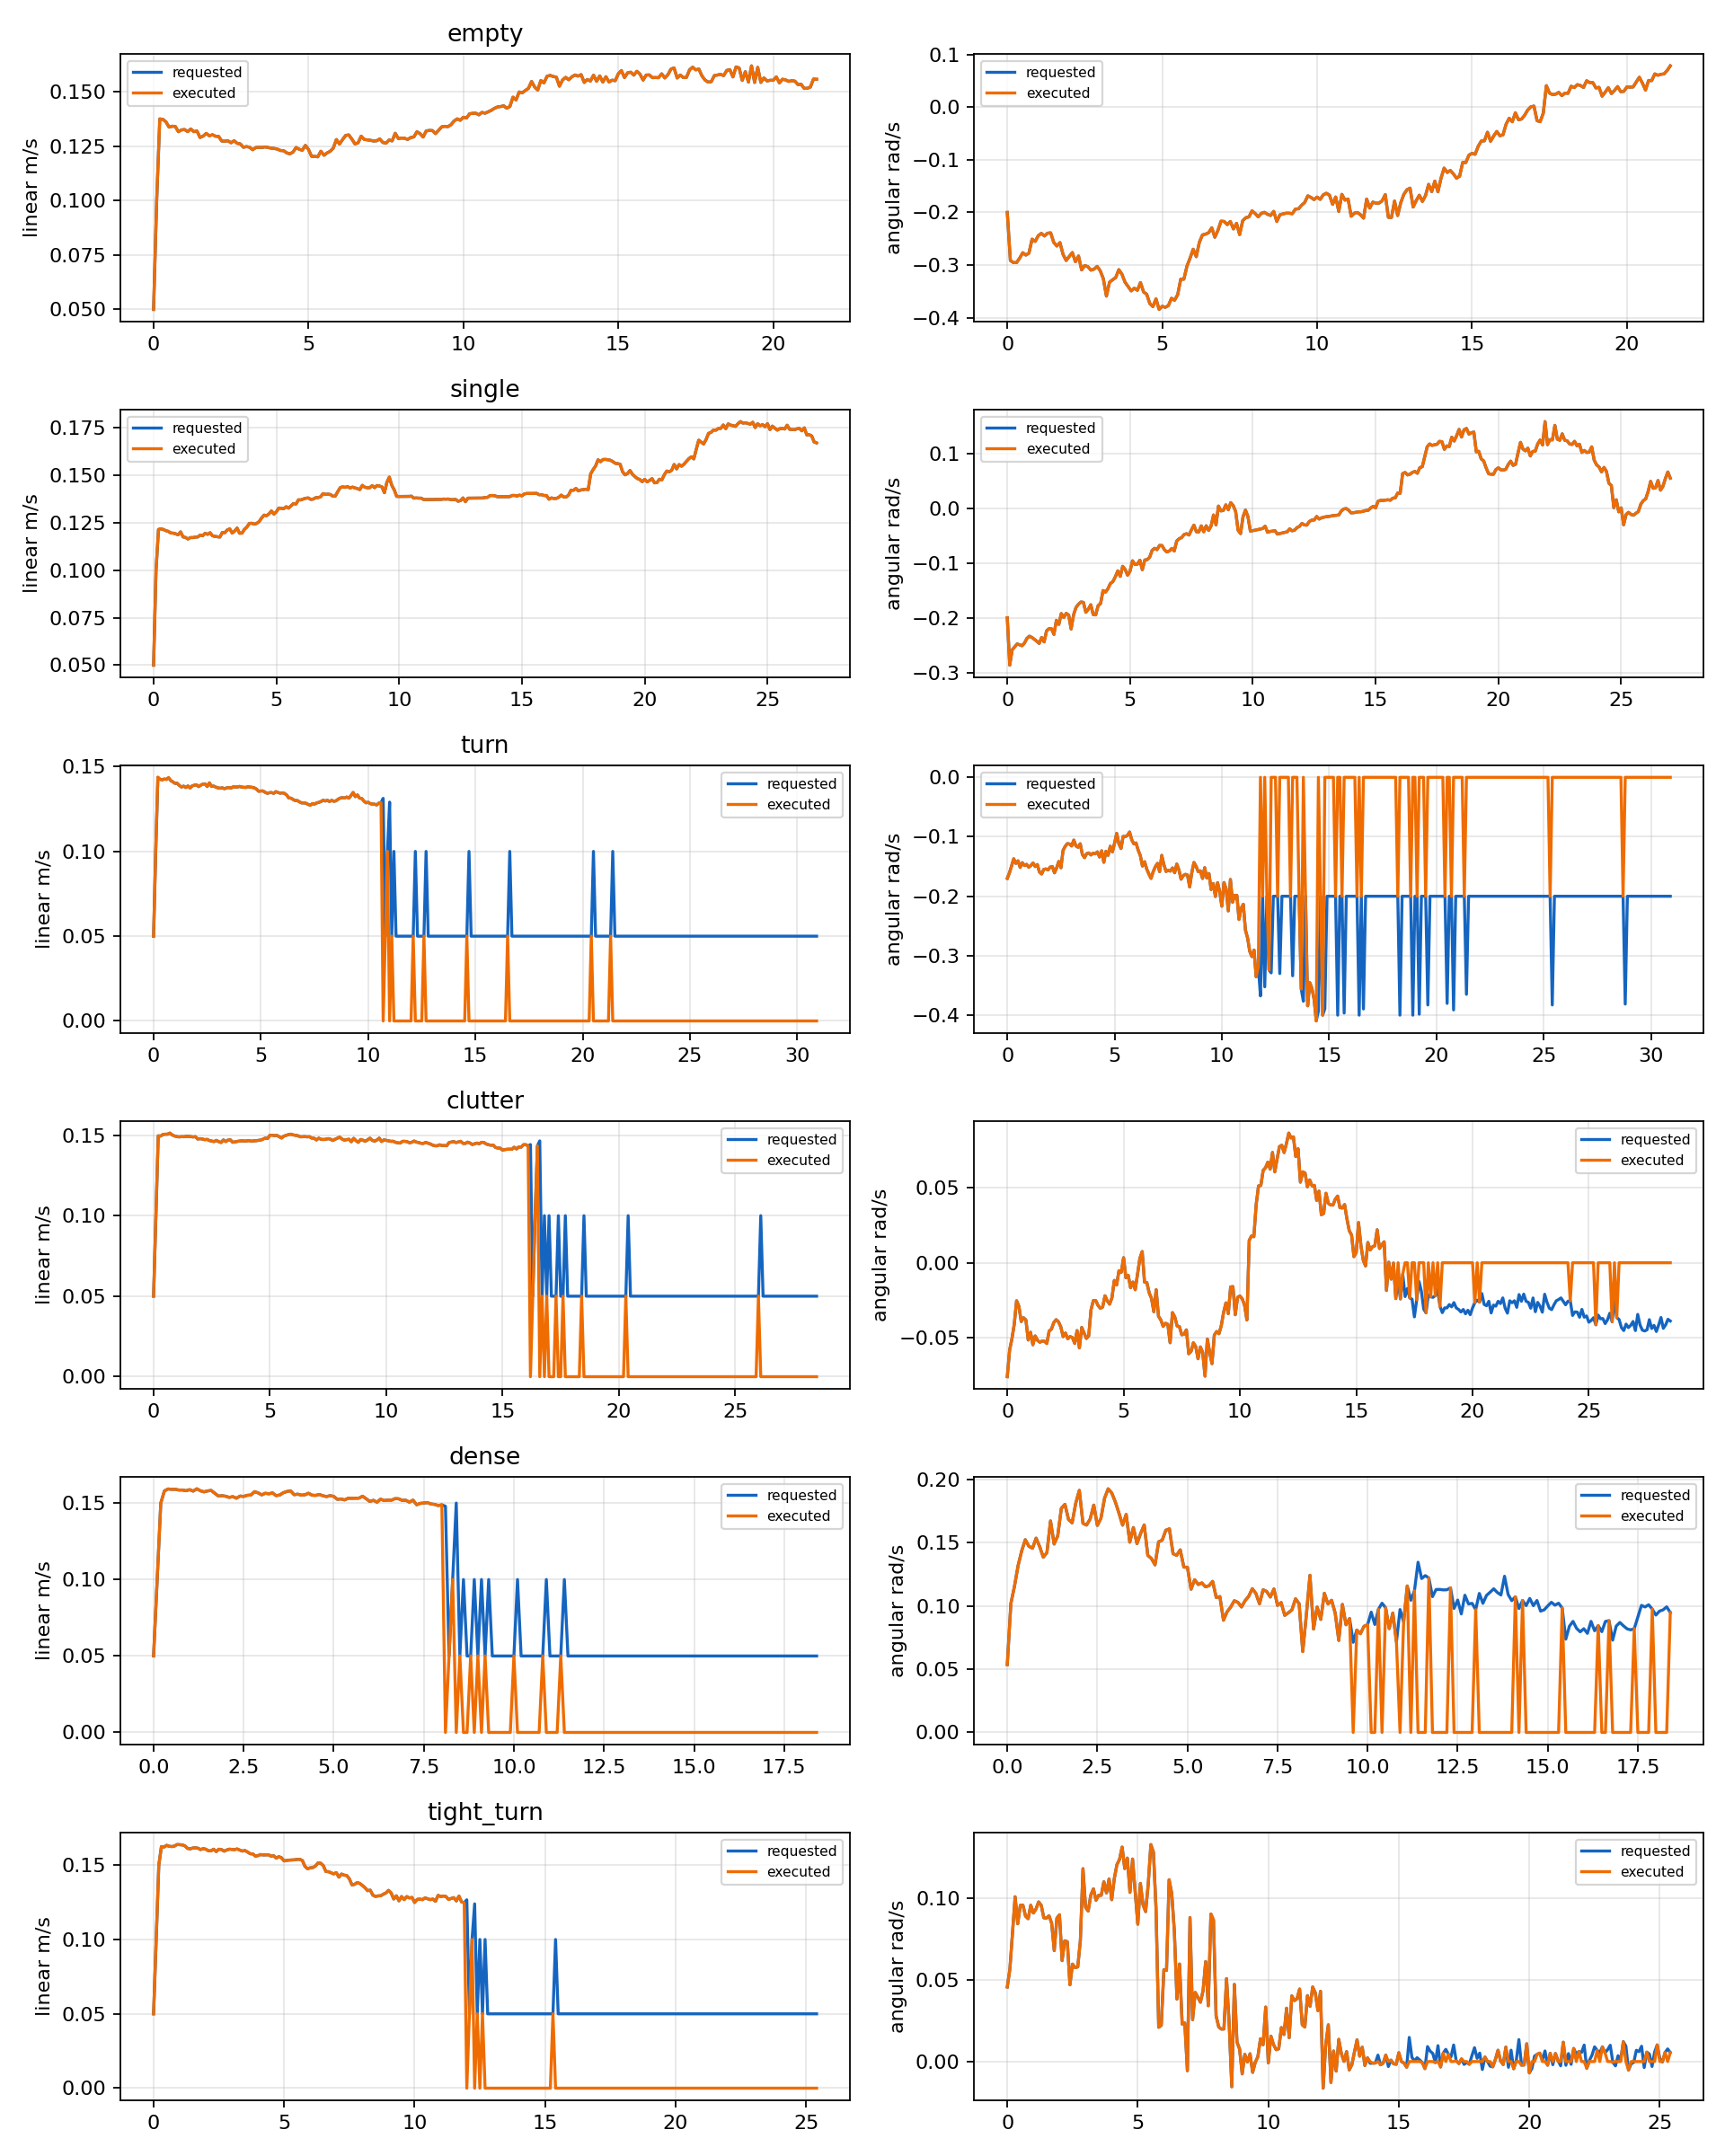 empty
0.150
0.125
0.100
0.075
0.050
linear m/s
requested
executed
0 5 10 15 20
0.1
0.0
−0.1
−0.2
−0.3
−0.4
angular rad/s
requested
executed
0 5 10 15 20
single
0.175
0.150
0.125
0.100
0.075
0.050
linear m/s
requested
executed
0 5 10 15 20 25
0.1
0.0
−0.1
−0.2
−0.3
angular rad/s
requested
executed
0 5 10 15 20 25
turn
0.15
0.10
0.05
0.00
linear m/s
requested
executed
0 5 10 15 20 25 30
0.0
−0.1
−0.2
−0.3
−0.4
angular rad/s
requested
executed
0 5 10 15 20 25 30
clutter
0.15
0.10
0.05
0.00
linear m/s
requested
executed
0 5 10 15 20 25
0.05
0.00
−0.05
angular rad/s
requested
executed
0 5 10 15 20 25
dense
0.15
0.10
0.05
0.00
linear m/s
requested
executed
0.0 2.5 5.0 7.5 10.0 12.5 15.0 17.5
0.20
0.15
0.10
0.05
0.00
angular rad/s
requested
executed
0.0 2.5 5.0 7.5 10.0 12.5 15.0 17.5
tight_turn
0.15
0.10
0.05
0.00
linear m/s
requested
executed
0 5 10 15 20 25
0.10
0.05
0.00
angular rad/s
requested
executed
0 5 10 15 20 25